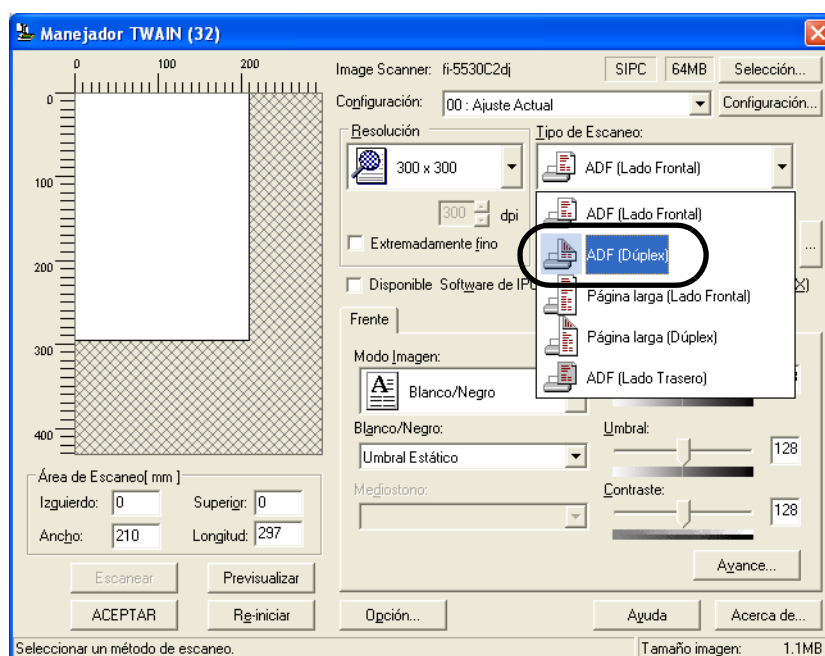 Manejador TWAIN (32)
0 100 200
0
100
200
300
400
Área de Escaneo[ mm ]
Izquierdo: 0 Superior: 0
Ancho: 210 Longitud: 297
Escanear Previsualizar
ACEPTAR Re-iniciar
Image Scanner: fi-5530C2dj SIPC 64MB Selección...
Configuración: 00 : Ajuste Actual Configuración...
Resolución
300 x 300
300 dpi
Extremadamente fino
Tipo de Escaneo:
ADF (Lado Frontal)
ADF (Lado Frontal)
ADF (Dúplex)
Página larga (Lado Frontal)
Página larga (Dúplex)
ADF (Lado Trasero)
...
Disponible Software de IP
X)
Frente
Modo Imagen:
Blanco/Negro
Blanco/Negro:
Umbral Estático
Mediostono:
Umbral:
128
Contraste:
128
Avance...
Opción... Ayuda Acerca de...
Seleccionar un método de escaneo. Tamaño imagen: 1.1MB